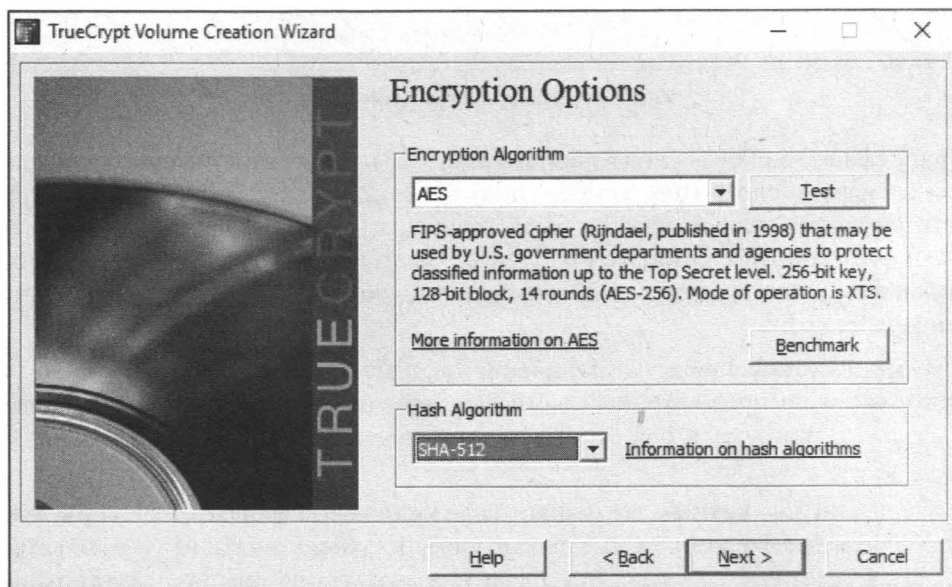 TrueCrypt Volume Creation Wizard
TRUECRYPT
Encryption Options
Encryption Algorithm
AES
Test
FIPS-approved cipher (Rijndael, published in 1998) that may be
used by U.S. government departments and agencies to protect
classified information up to the Top Secret level. 256-bit key,
128-bit block, 14 rounds (AES-256). Mode of operation is XTS.
More information on AES
Benchmark
Hash Algorithm
SHA-512
Information on hash algorithms
Help
< Back
Next >
Cancel